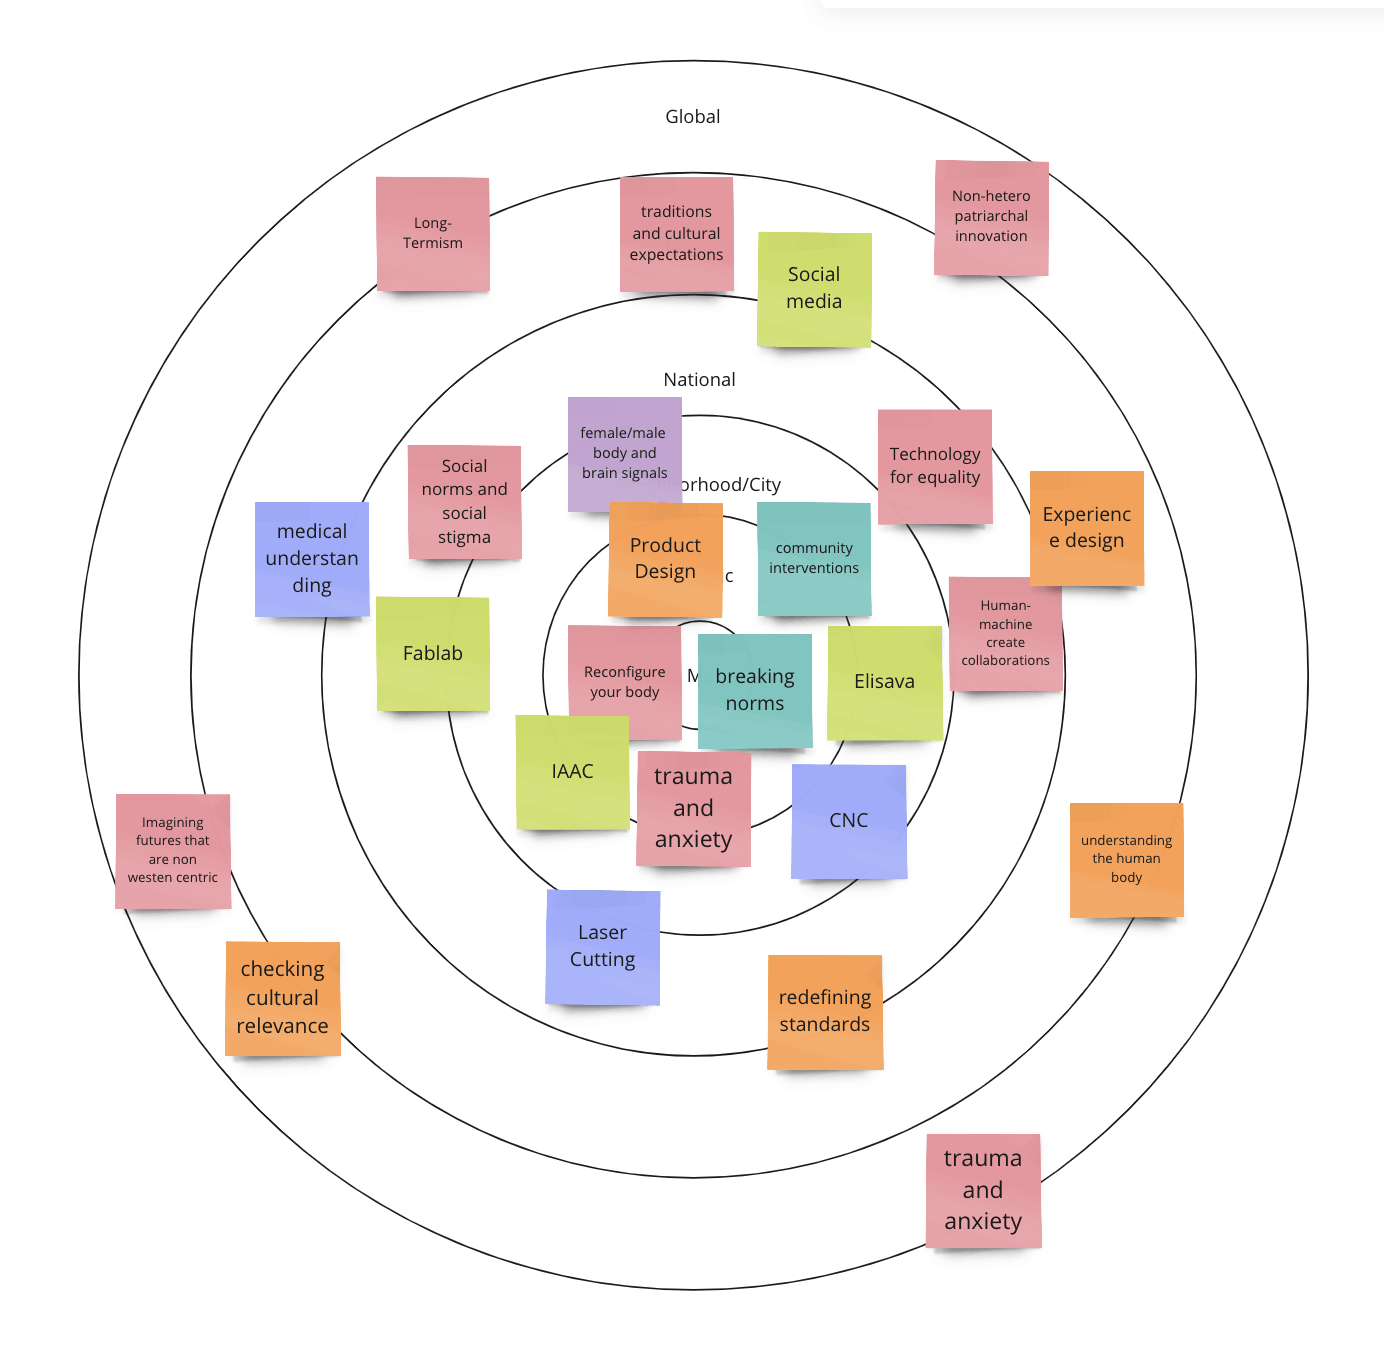 Global
Long-
Termism
traditions
and cultural
expectations
Non-hetero
patriarchal
innovation
Social
media
National
female/male
body and
brain signals
Social
norms and
social
stigma
Technology
for equality
orhood/City
medical
understan
ding
Product
Design
c
community
interventions
Experienc
e design
Fablab
Reconfigure
your body
M
breaking
norms
Elisava
Human-
machine
create
collaborations
IAAC
trauma
and
anxiety
CNC
Imagining
futures that
are non
westen centric
understanding
the human
body
Laser
Cutting
checking
cultural
relevance
redefining
standards
trauma
and
anxiety